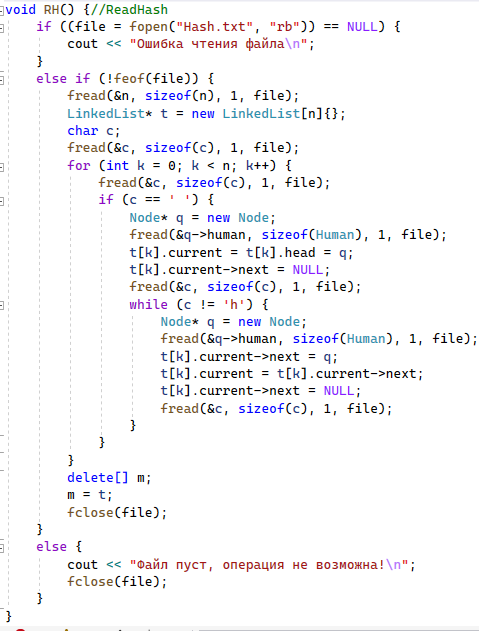 void RH() {//ReadHash
    if ((file = fopen("Hash.txt", "rb")) == NULL) {
        cout << "Ошибка чтения файла\n";
    }
    else if (!feof(file)) {
        fread(&n, sizeof(n), 1, file);
        LinkedList* t = new LinkedList[n]{};
        char c;
        fread(&c, sizeof(c), 1, file);
        for (int k = 0; k < n; k++) {
            fread(&c, sizeof(c), 1, file);
            if (c == ' ') {
                Node* q = new Node;
                fread(&q->human, sizeof(Human), 1, file);
                t[k].current = t[k].head = q;
                t[k].current->next = NULL;
                fread(&c, sizeof(c), 1, file);
                while (c != 'h') {
                    Node* q = new Node;
                    fread(&q->human, sizeof(Human), 1, file);
                    t[k].current->next = q;
                    t[k].current = t[k].current->next;
                    t[k].current->next = NULL;
                    fread(&c, sizeof(c), 1, file);
                }
            }
        }
        delete[] m;
        m = t;
        fclose(file);
    }
    else {
        cout << "Файл пуст, операция не возможна!\n";
        fclose(file);
    }
}